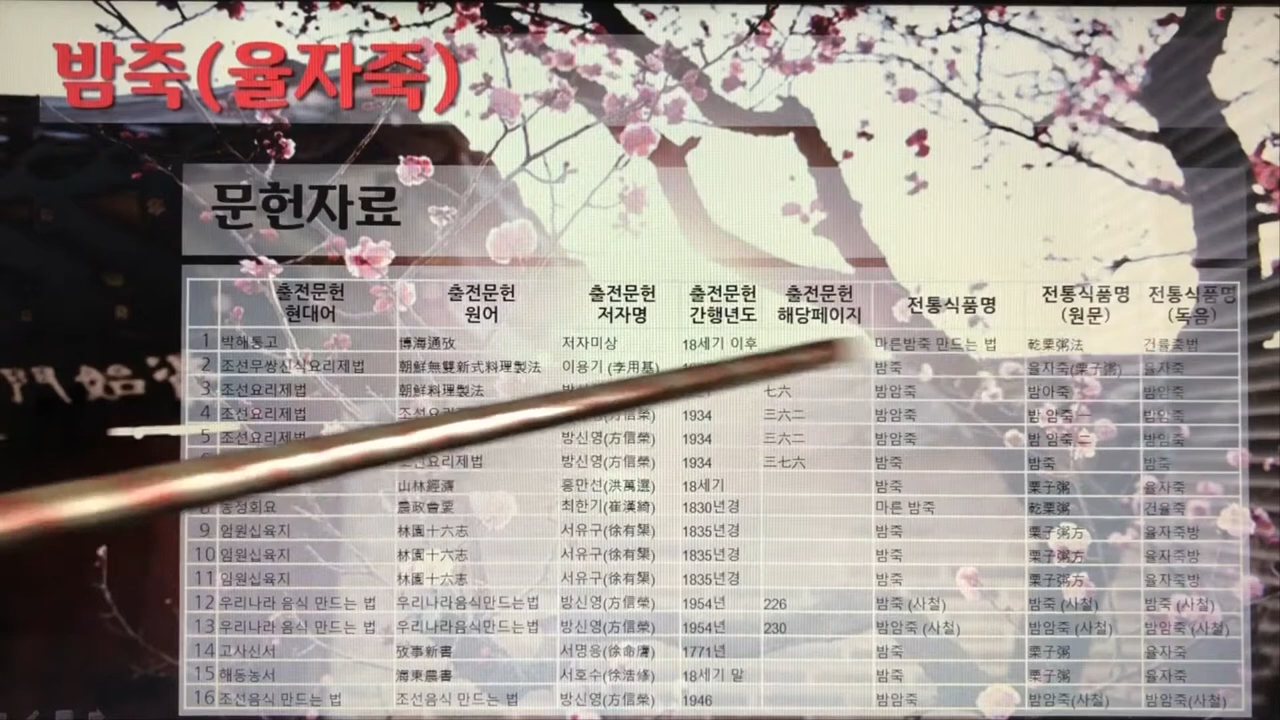 밤죽(율자죽)
문헌자료
출전문헌 현대어 출전문헌 원어 출전문헌 저자명 출전문헌 간행년도 출전문헌 해당페이지 전통식품명 전통식품명 (원문) 전통식품명 (독음)
1 박해통고 博海通攷 저자미상 18세기 이후 마른밤죽 만드는 법 乾栗粥法 건률죽법
2 조선무쌍신식요리제법 朝鮮無雙新式料理製法 이용기 (李用基) 밤죽 율자죽(栗子粥) 율자죽
3 조선요리제법 朝鮮料理製法 七六 밤암죽 밤아죽 밤암죽
4 조선요리제법 (方信榮) 1934 三六二 밤암죽 밤 암죽 一 밤암죽
5 조선요리제법 방신영(方信榮) 1934 三六二 밤암죽 밤 암죽 二 밤암죽
요리제법 방신영(方信榮) 1934 三七六 밤죽 밤죽 밤죽
山林經濟 홍만선(洪萬選) 18세기 밤죽 栗子粥 율자죽
8 농정회요 農政會要 최한기(崔漢綺) 1830년경 마른 밤죽 乾栗粥 건율죽
9 임원십육지 林園十六志 서유구(徐有榘) 1835년경 밤죽 栗子粥方 율자죽방
10 임원십육지 林園十六志 서유구(徐有榘) 1835년경 밤죽 栗子粥方 율자죽방
11 임원십육지 林園十六志 서유구(徐有榘) 1835년경 밤죽 栗子粥方 율자죽방
12 우리나라 음식 만드는 법 우리나라음식만드는법 방신영(方信榮) 1954년 226 밤죽 (사철) 밤죽 (사철) 밤죽 (사철)
13 우리나라 음식 만드는 법 우리나라음식만드는법 방신영(方信榮) 1954년 230 밤암죽 (사철) 밤암죽 (사철) 밤암죽 (사철)
14 고사신서 攷事新書 서명응(徐命膺) 1771년 밤죽 栗子粥 율자죽
15 해동농서 海東農書 서호수(徐浩修) 18세기 말 밤죽 栗子粥 율자죽
16 조선음식 만드는 법 조선음식 만드는 법 방신영(方信榮) 1946 밤암죽 밤암죽(사철) 밤암죽(사철)